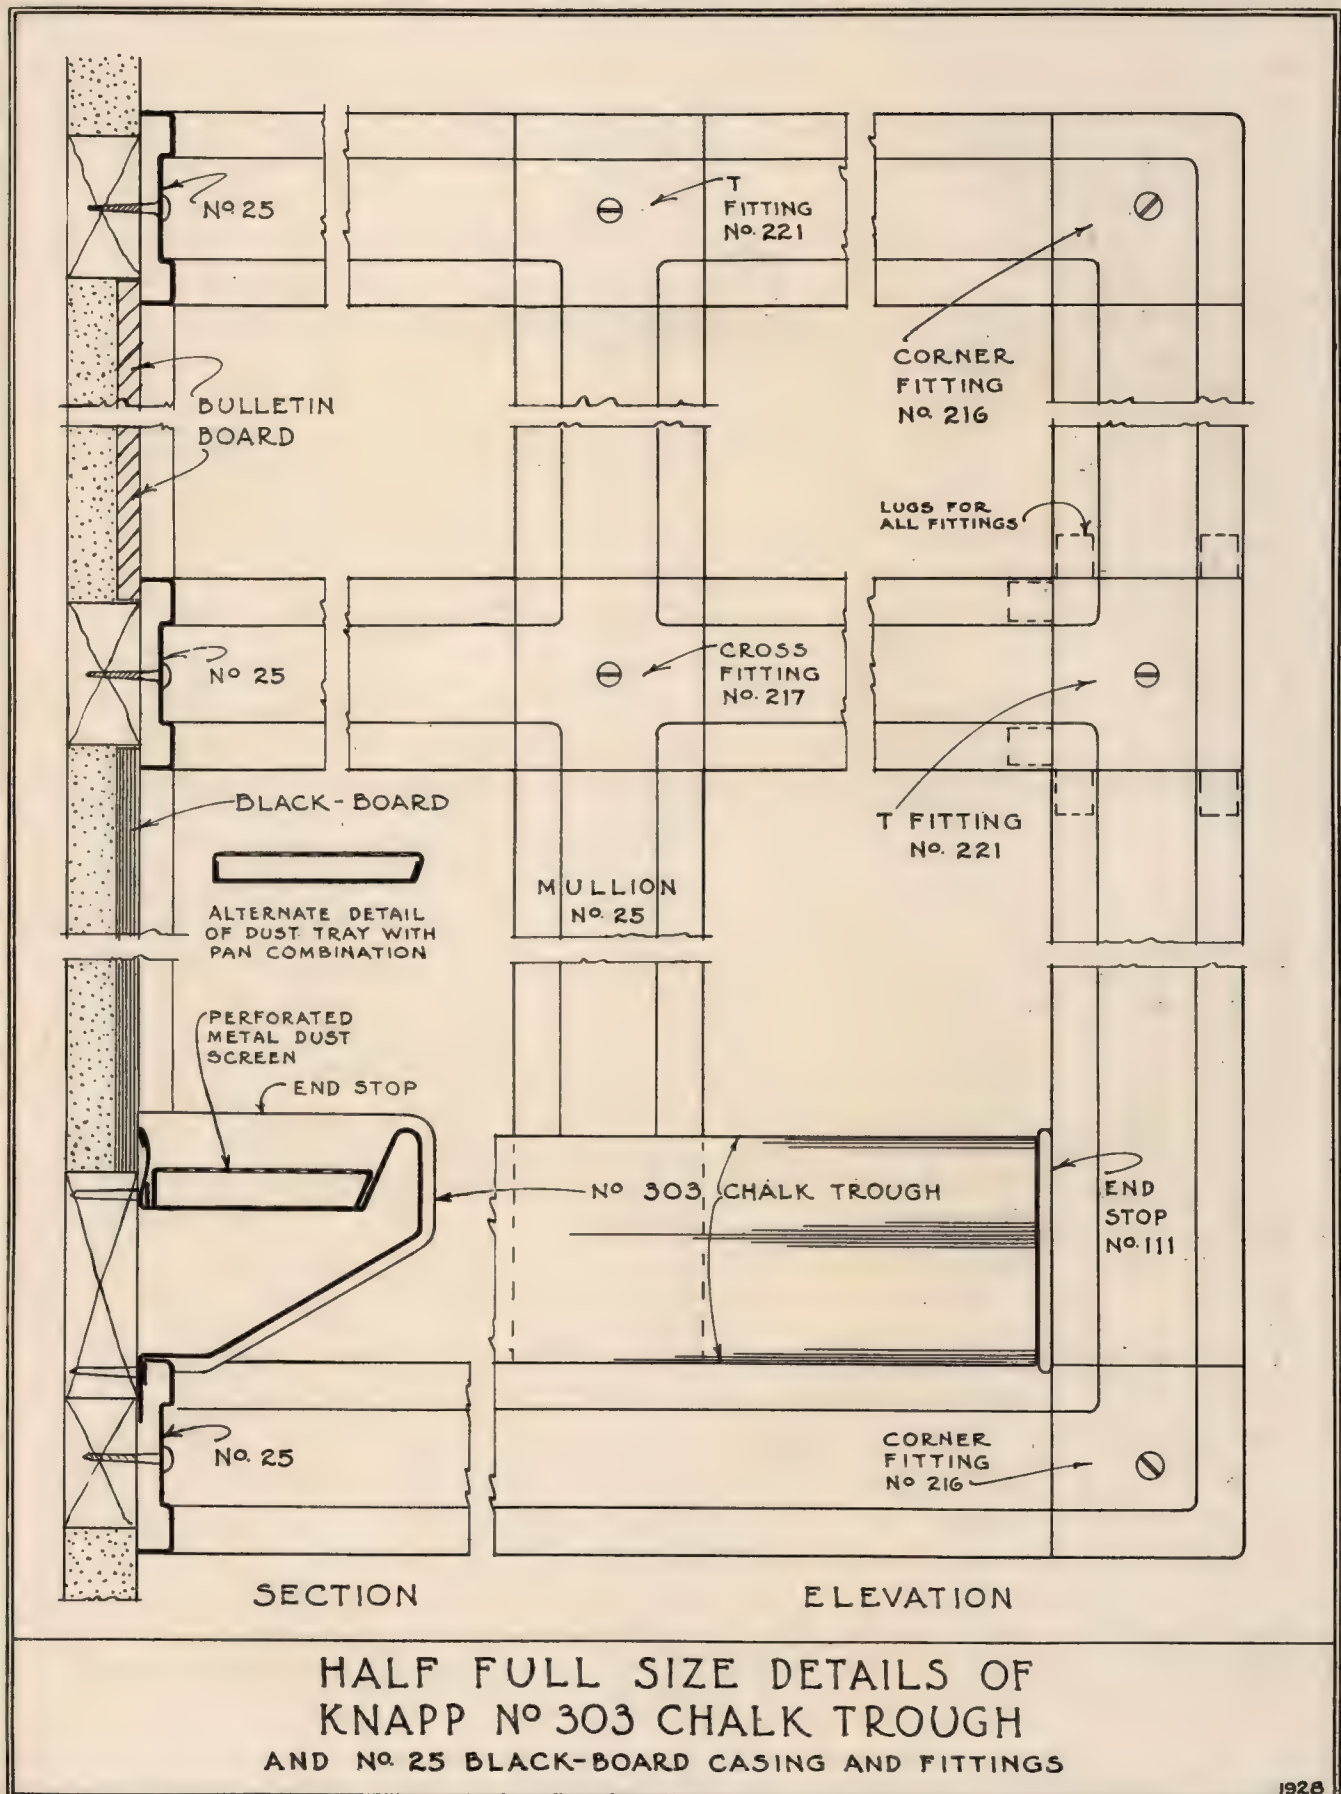 No. 25
T
FITTING
No. 221
CORNER
FITTING
No. 216
BULLETIN
BOARD
LUGS FOR
ALL FITTINGS
No 25
CROSS
FITTING
No. 217
BLACK-BOARD
T FITTING
No. 221
MULLION
No. 25
ALTERNATE DETAIL
OF DUST TRAY WITH
PAN COMBINATION
PERFORATED
METAL DUST
SCREEN
END STOP
No 303 CHALK TROUGH
END
STOP
No. 111
No. 25
CORNER
FITTING
No 216
SECTION
ELEVATION
HALF FULL SIZE DETAILS OF
KNAPP No 303 CHALK TROUGH
AND No. 25 BLACK-BOARD CASING AND FITTINGS
1928